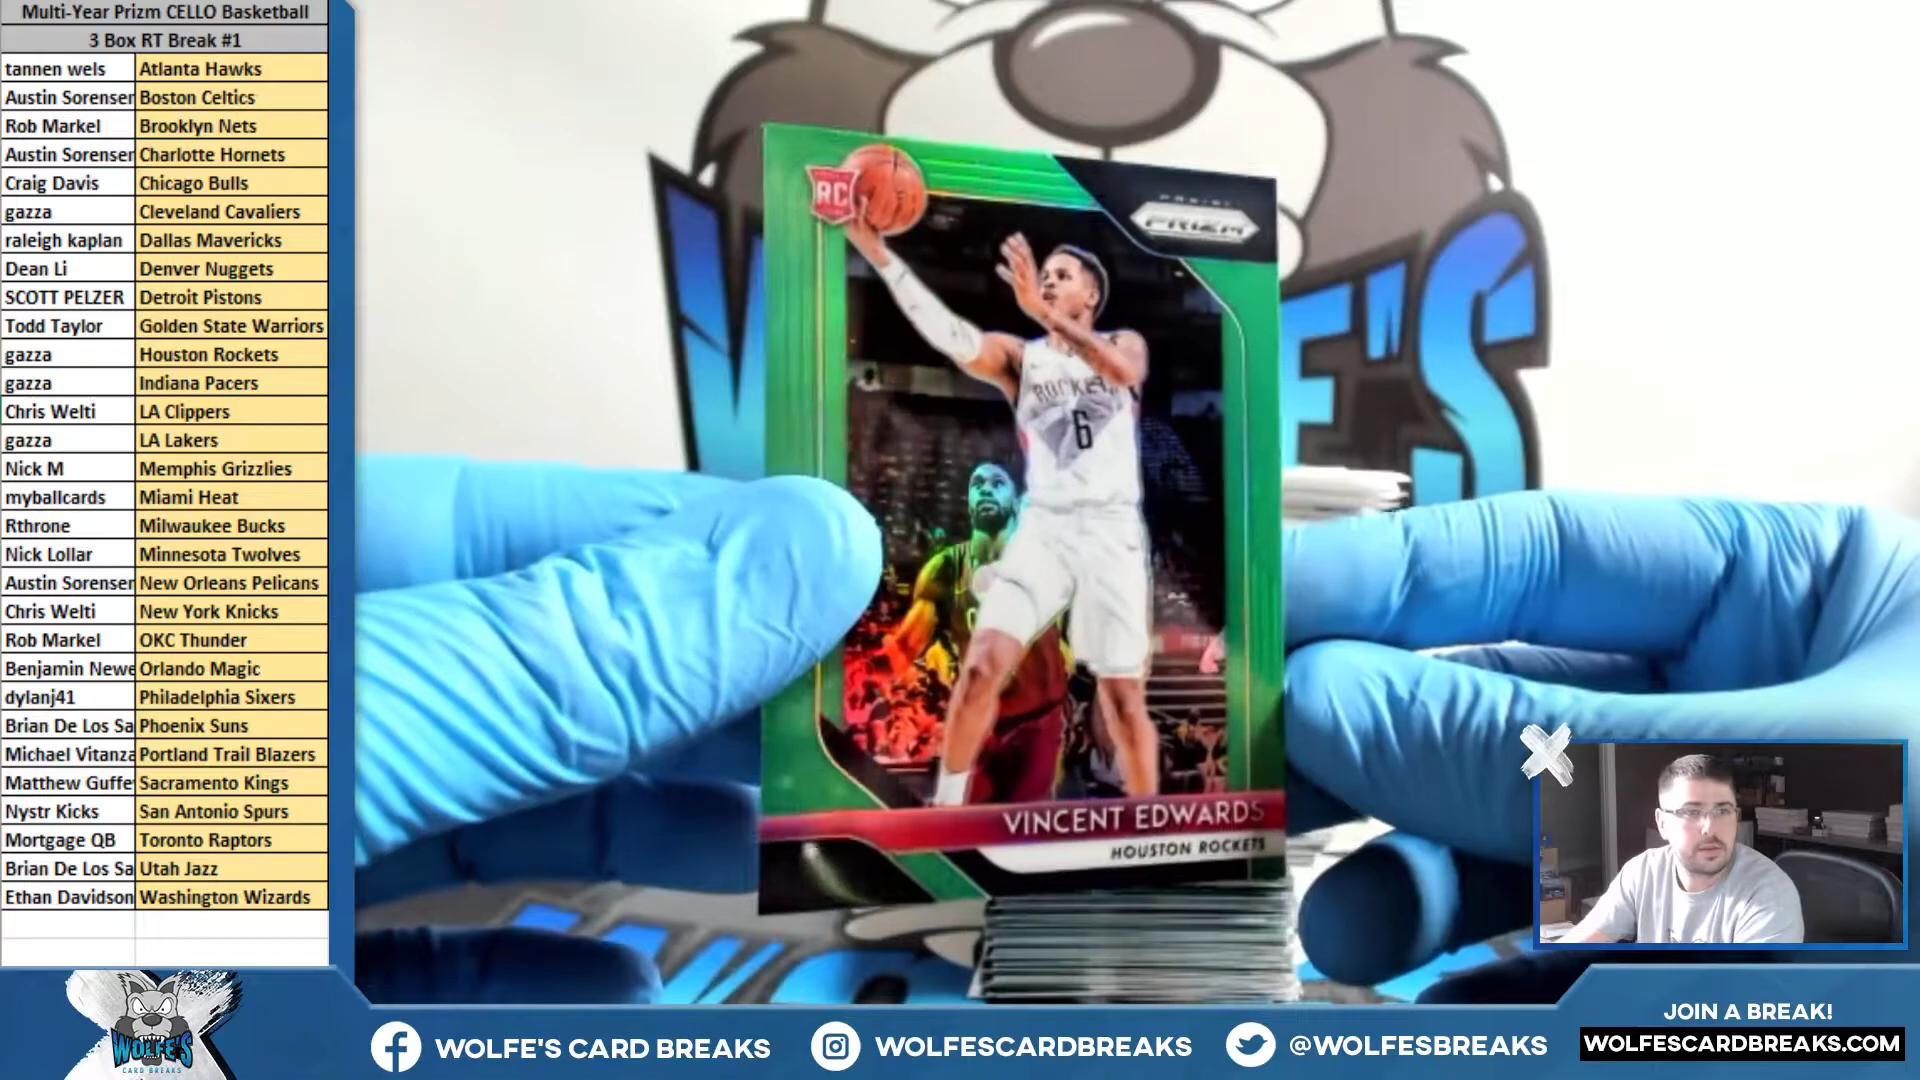 Multi-Year Prizm CELLO Basketball
3 Box RT Break #1
tannen wels Atlanta Hawks
Austin Sorenser Boston Celtics
Rob Markel Brooklyn Nets
Austin Sorenser Charlotte Hornets
Craig Davis Chicago Bulls
gazza Cleveland Cavaliers
raleigh kaplan Dallas Mavericks
Dean Li Denver Nuggets
SCOTT PELZER Detroit Pistons
Todd Taylor Golden State Warriors
gazza Houston Rockets
gazza Indiana Pacers
Chris Welti LA Clippers
gazza LA Lakers
Nick M Memphis Grizzlies
myballcards Miami Heat
Rthrone Milwaukee Bucks
Nick Lollar Minnesota Twolves
Austin Sorenser New Orleans Pelicans
Chris Welti New York Knicks
Rob Markel OKC Thunder
Benjamin Newe Orlando Magic
dylanj41 Philadelphia Sixers
Brian De Los Sa Phoenix Suns
Michael Vitanza Portland Trail Blazers
Matthew Guffe Sacramento Kings
Nystr Kicks San Antonio Spurs
Mortgage QB Toronto Raptors
Brian De Los Sa Utah Jazz
Ethan Davidson Washington Wizards
RC
PANINI
PRIZM
ROCKETS
6
VINCENT EDWARDS
HOUSTON ROCKETS
W F'S
WOLFE'S
CARD BREAKS
WOLFE'S CARD BREAKS
WOLFESCARDBREAKS
@WOLFESBREAKS
JOIN A BREAK!
WOLFESCARDBREAKS.COM